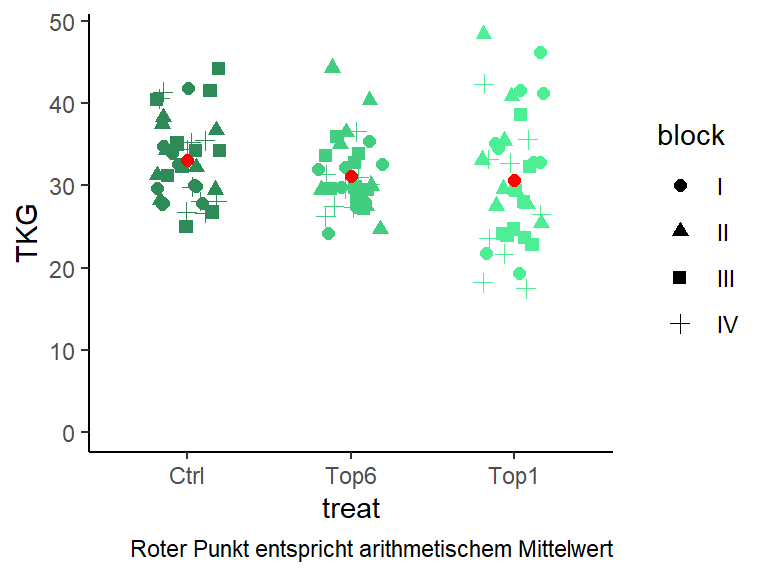 50
40
30
20
10
0
TKG
Ctrl
Top6
Top1
treat
block
I
II
III
IV
Roter Punkt entspricht arithmetischem Mittelwert